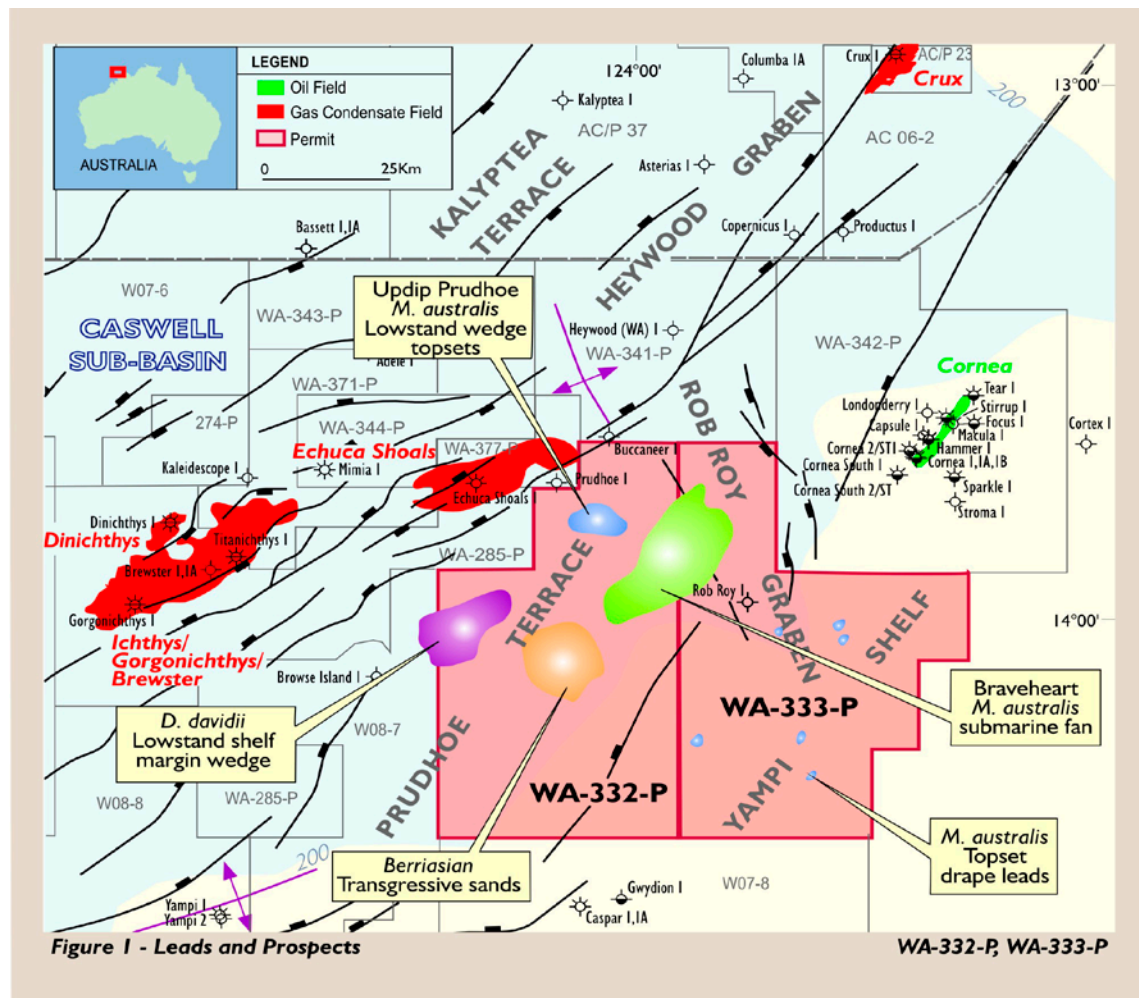 LEGEND
Oil Field
Gas Condensate Field
Permit
0 25Km
AUSTRALIA
124°00'
13°00'
14°00'
200
Columba 1A
Crux 1
AC/P 23
Crux
Kalyptea 1
AC/P 37
KALYPTEA
TERRACE
HEYWOOD
GRABEN
AC 06-2
Asterias 1
Copernicus 1
Productus 1
Bassett 1,1A
W07-6
WA-343-P
CASWELL
SUB-BASIN
Updip Prudhoe
M. australis
Lowstand wedge
topsets
Heywood (WA) 1
WA-341-P
WA-342-P
Adele 1
WA-371-P
274-P
WA-344-P
Echuca Shoals
WA-377-P
Kaleidescope 1
Mimia 1
Echuca Shoals 1
Prudhoe 1
Buccaneer 1
ROB ROY
GRABEN
Cornea
Tear 1
Londonderry 1
Stirrup 1
Capsule 1
Focus 1
Macula 1
Cornea 2/ST1
Hammer 1
Cornea South 1
Cornea 1,1A,1B
Cornea South 2/ST
Sparkle 1
Stroma 1
Cortex 1
Dinichthys 1
Dinichthys
Titanichthys 1
Brewster 1,1A
Gorgonichthys 1
Ichthys/
Gorgonichthys/
Brewster
WA-285-P
Rob Roy 1
Browse Island 1
PRUDHOE
TERRACE
YAMPI
SHELF
D. davidii
Lowstand shelf
margin wedge
W08-7
W08-8
WA-285-P
WA-332-P
WA-333-P
Braveheart
M. australis
submarine fan
Berriasian
Transgressive sands
M. australis
Topset
drape leads
200
Yampi 1
Yampi 2
Gwydion 1
Caspar 1,1A
W07-8
Figure 1 - Leads and Prospects
WA-332-P, WA-333-P